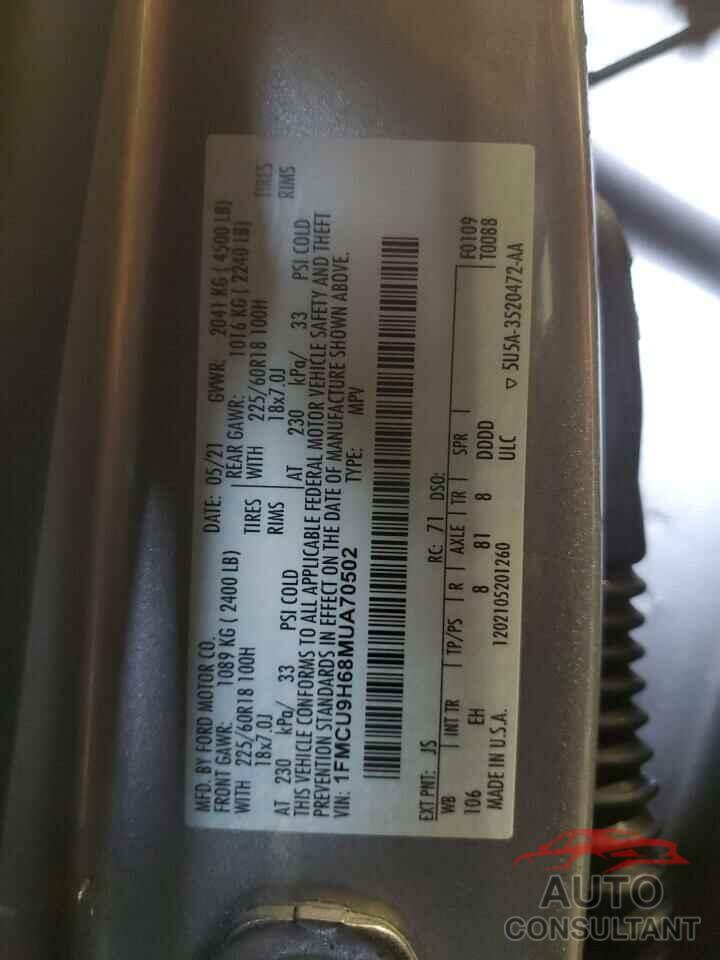 MFD. BY FORD MOTOR CO.
DATE: 05/21 GVWR: 2041 KG ( 4500 LB)
FRONT GAWR: 1089 KG ( 2400 LB) REAR GAWR: 1016 KG ( 2240 LB)
WITH 225/60R18 100H TIRES WITH 225/60R18 100H TIRES
18x7.0J RIMS 18x7.0J RIMS
AT 230 kPa/ 33 PSI COLD AT 230 kPa/ 33 PSI COLD
THIS VEHICLE CONFORMS TO ALL APPLICABLE FEDERAL MOTOR VEHICLE SAFETY AND THEFT
PREVENTION STANDARDS IN EFFECT ON THE DATE OF MANUFACTURE SHOWN ABOVE.
VIN: 1FMCU9H68MUA70502 TYPE: MPV
EXT PNT: JS RC: 71 DSO: F0109
WB INT TR TP/PS R AXLE TR SPR T0088
106 EH 8 81 8 DDDD
MADE IN U.S.A. 1202105201260 ULC
▽ 5U5A-3520472-AA
AUTO
CONSULTANT